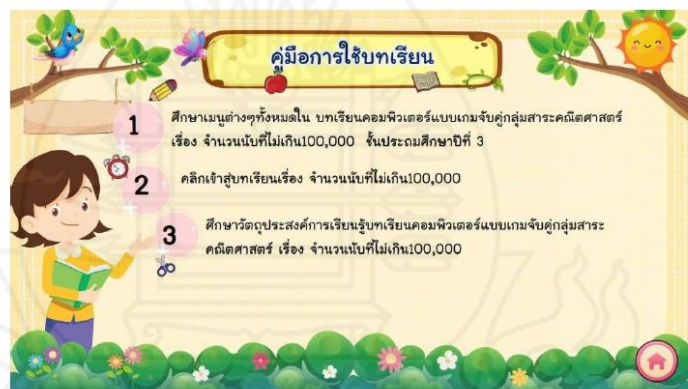 คู่มือการใช้บทเรียน
1 ศึกษาเมนูต่างๆทั้งหมดใน บทเรียนคอมพิวเตอร์แบบเกมจับคู่กลุ่มสาระคณิตศาสตร์
เรื่อง จำนวนนับที่ไม่เกิน100,000 ชั้นประถมศึกษาปีที่ 3
2 คลิกเข้าสู่บทเรียนเรื่อง จำนวนนับที่ไม่เกิน100,000
3 ศึกษาวัตถุประสงค์การเรียนรู้บทเรียนคอมพิวเตอร์แบบเกมจับคู่กลุ่มสาระ
คณิตศาสตร์ เรื่อง จำนวนนับที่ไม่เกิน100,000